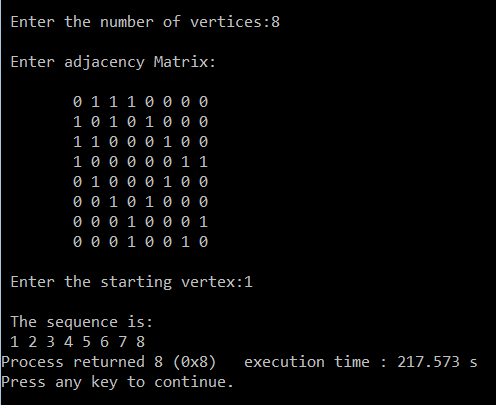 Enter the number of vertices:8
Enter adjacency Matrix:
0 1 1 1 0 0 0 0
1 0 1 0 1 0 0 0
1 1 0 0 0 1 0 0
1 0 0 0 0 0 1 1
0 1 0 0 0 1 0 0
0 0 1 0 1 0 0 0
0 0 0 1 0 0 0 1
0 0 0 1 0 0 1 0
Enter the starting vertex:1
The sequence is:
1 2 3 4 5 6 7 8
Process returned 8 (0x8)   execution time : 217.573 s
Press any key to continue.